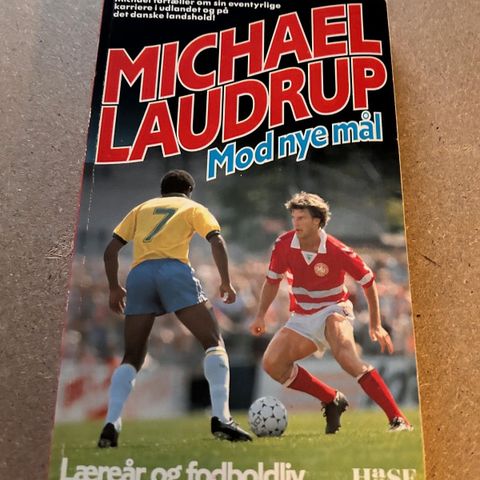 Michael fortæller om sin eventyrlige
karriere i udlandet og på
det danske landshold!
MICHAEL
LAUDRUP
Mod nye mål
7
Læreår og fodboldliv
HASE